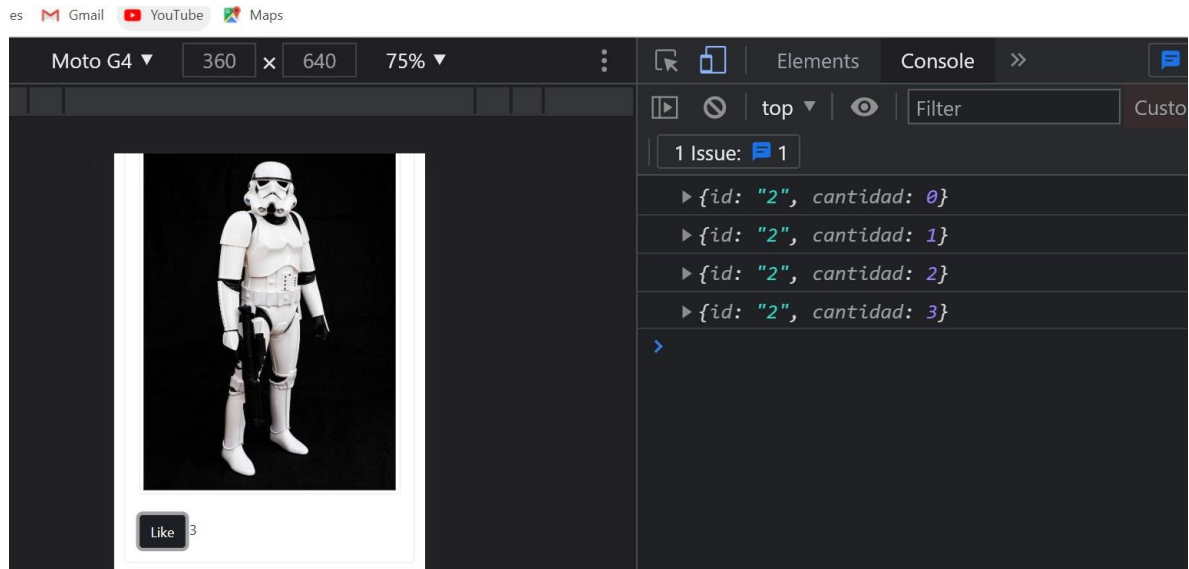 es Gmail YouTube Maps
Moto G4 ▼ 360 × 640 75% ▼
Elements Console »
top ▼ Filter Custo
1 Issue: 1
▶{id: "2", cantidad: 0}
▶{id: "2", cantidad: 1}
▶{id: "2", cantidad: 2}
▶{id: "2", cantidad: 3}
>
Like 3